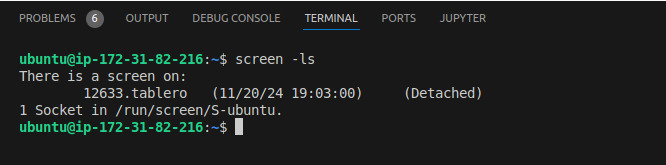 PROBLEMS 6 OUTPUT DEBUG CONSOLE TERMINAL PORTS JUPYTER
ubuntu@ip-172-31-82-216:~$ screen -ls
There is a screen on:
12633.tablero (11/20/24 19:03:00) (Detached)
1 Socket in /run/screen/S-ubuntu.
ubuntu@ip-172-31-82-216:~$